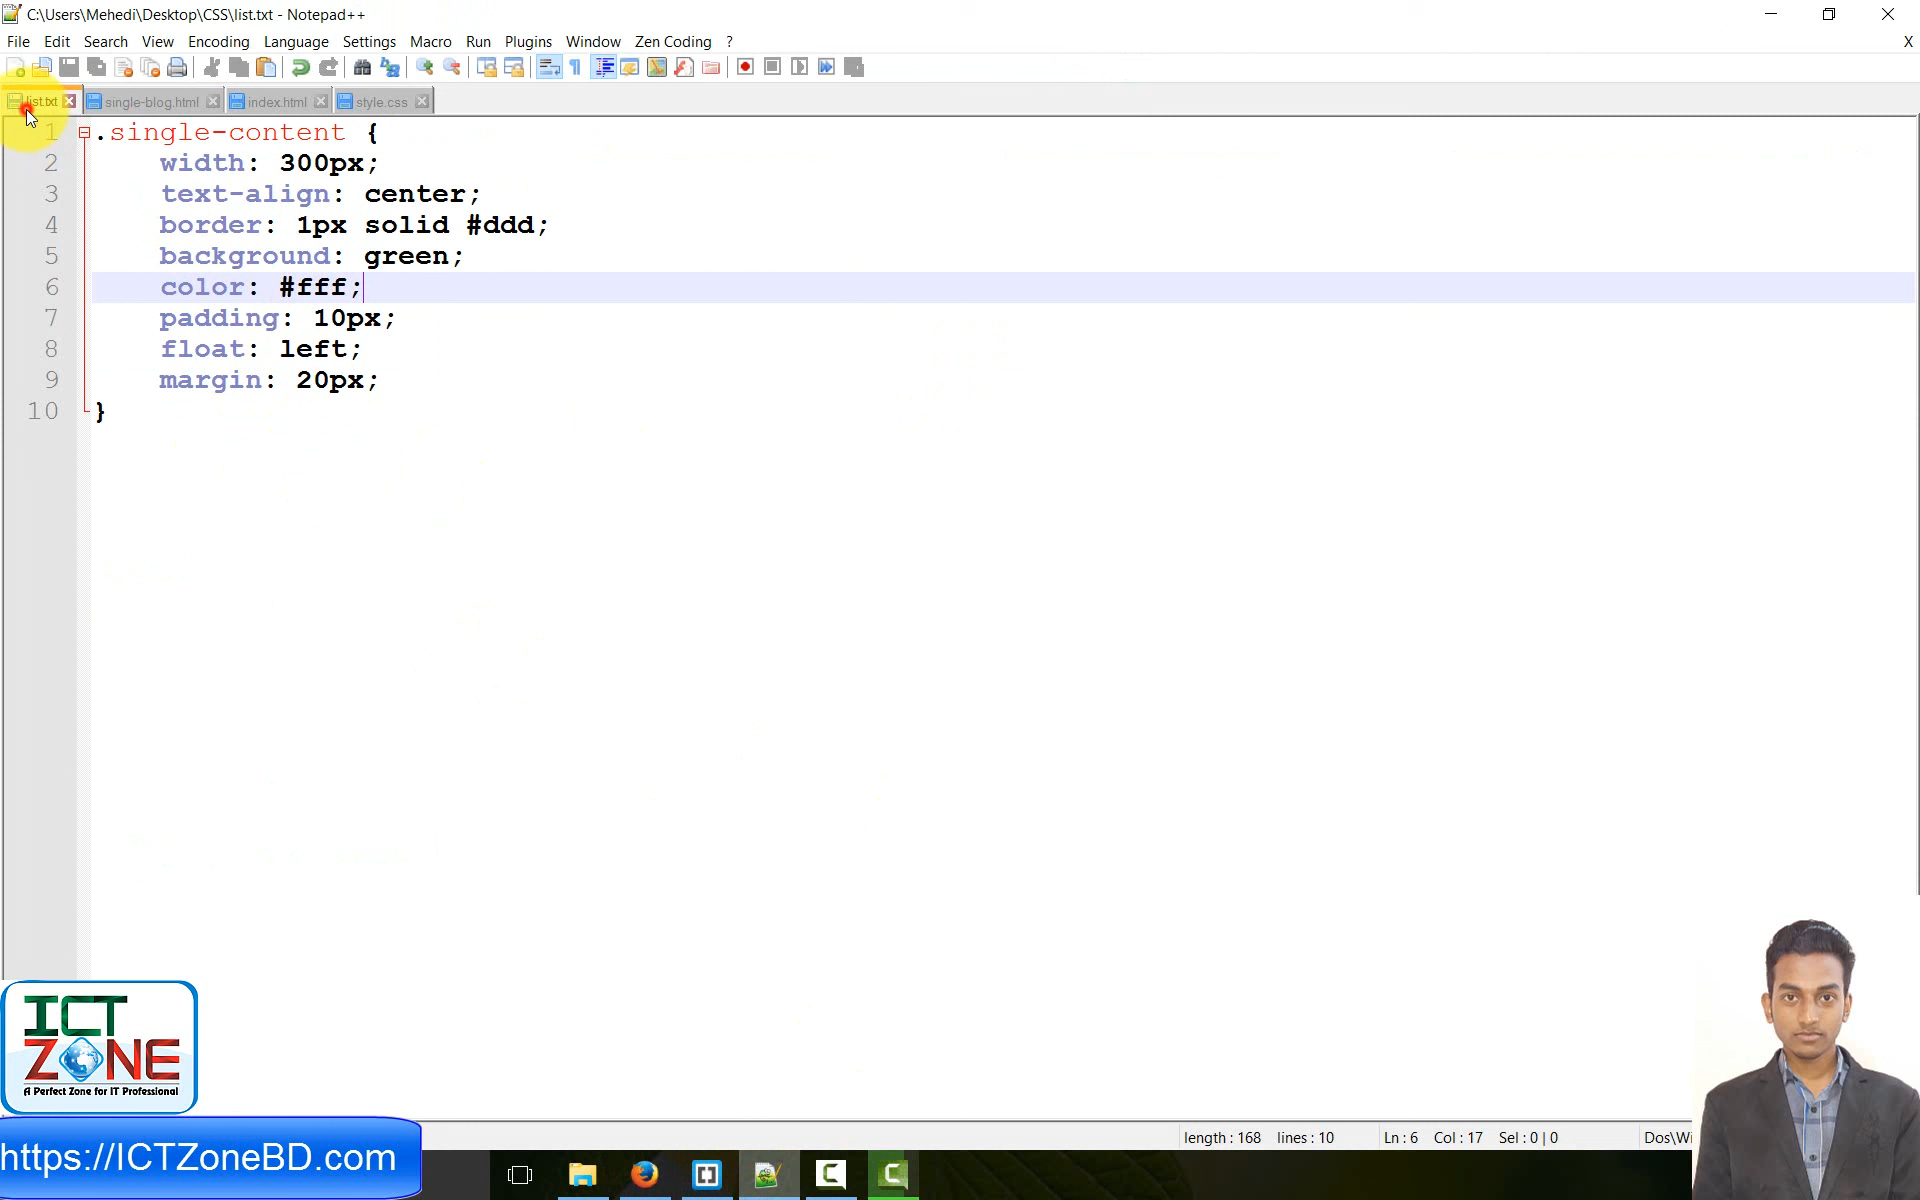 C:\Users\Mehedi\Desktop\CSS\list.txt - Notepad++
File Edit Search View Encoding Language Settings Macro Run Plugins Window Zen Coding ? X
list.txt single-blog.html index.html style.css
1 .single-content {
2 width: 300px;
3 text-align: center;
4 border: 1px solid #ddd;
5 background: green;
6 color: #fff;
7 padding: 10px;
8 float: left;
9 margin: 20px;
10 }
ICT
ZONE
A Perfect Zone for IT Professional
length : 168 lines : 10 Ln : 6 Col : 17 Sel : 0 | 0 Dos\Wi
https://ICTZoneBD.com